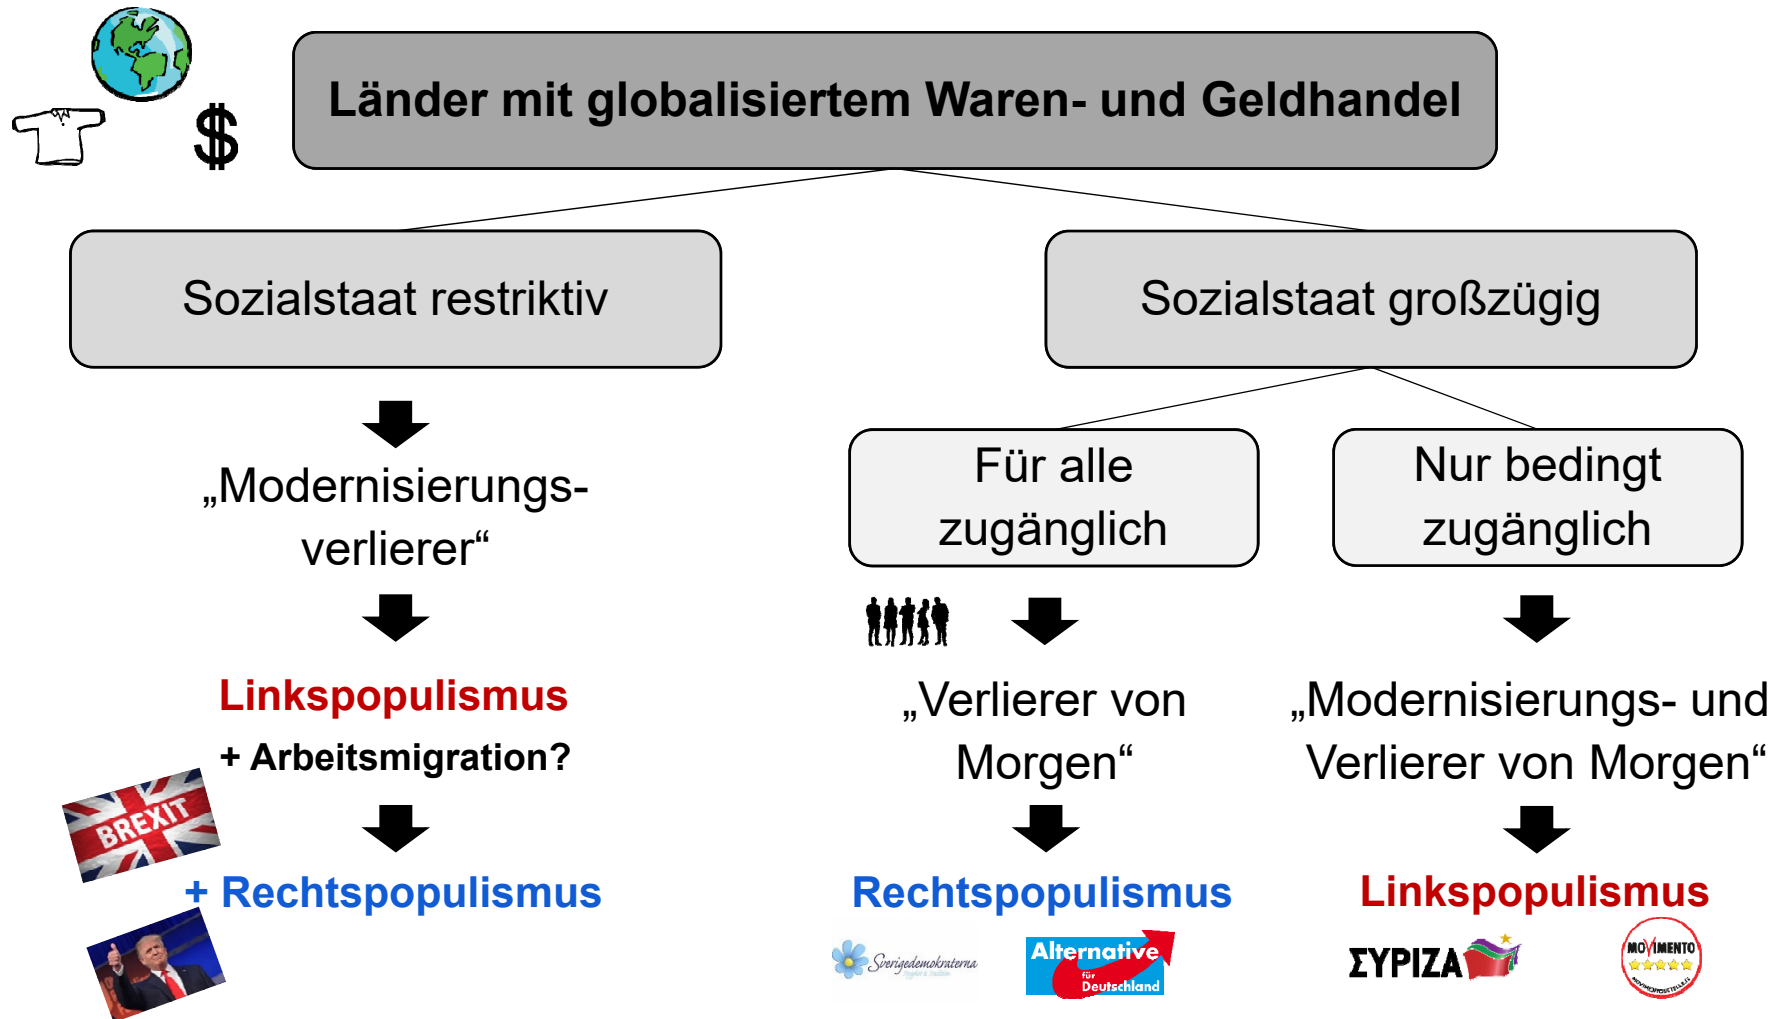 $
Länder mit globalisiertem Waren- und Geldhandel
Sozialstaat restriktiv
Sozialstaat großzügig
„Modernisierungs-
verlierer“
Für alle
zugänglich
Nur bedingt
zugänglich
Linkspopulismus
+ Arbeitsmigration?
„Verlierer von
Morgen“
„Modernisierungs- und
Verlierer von Morgen“
BREXIT
+ Rechtspopulismus
Rechtspopulismus
Linkspopulismus
Sverigedemokraterna
Alternative
für
Deutschland
ΣΥΡΙΖΑ
MOVIMENTO